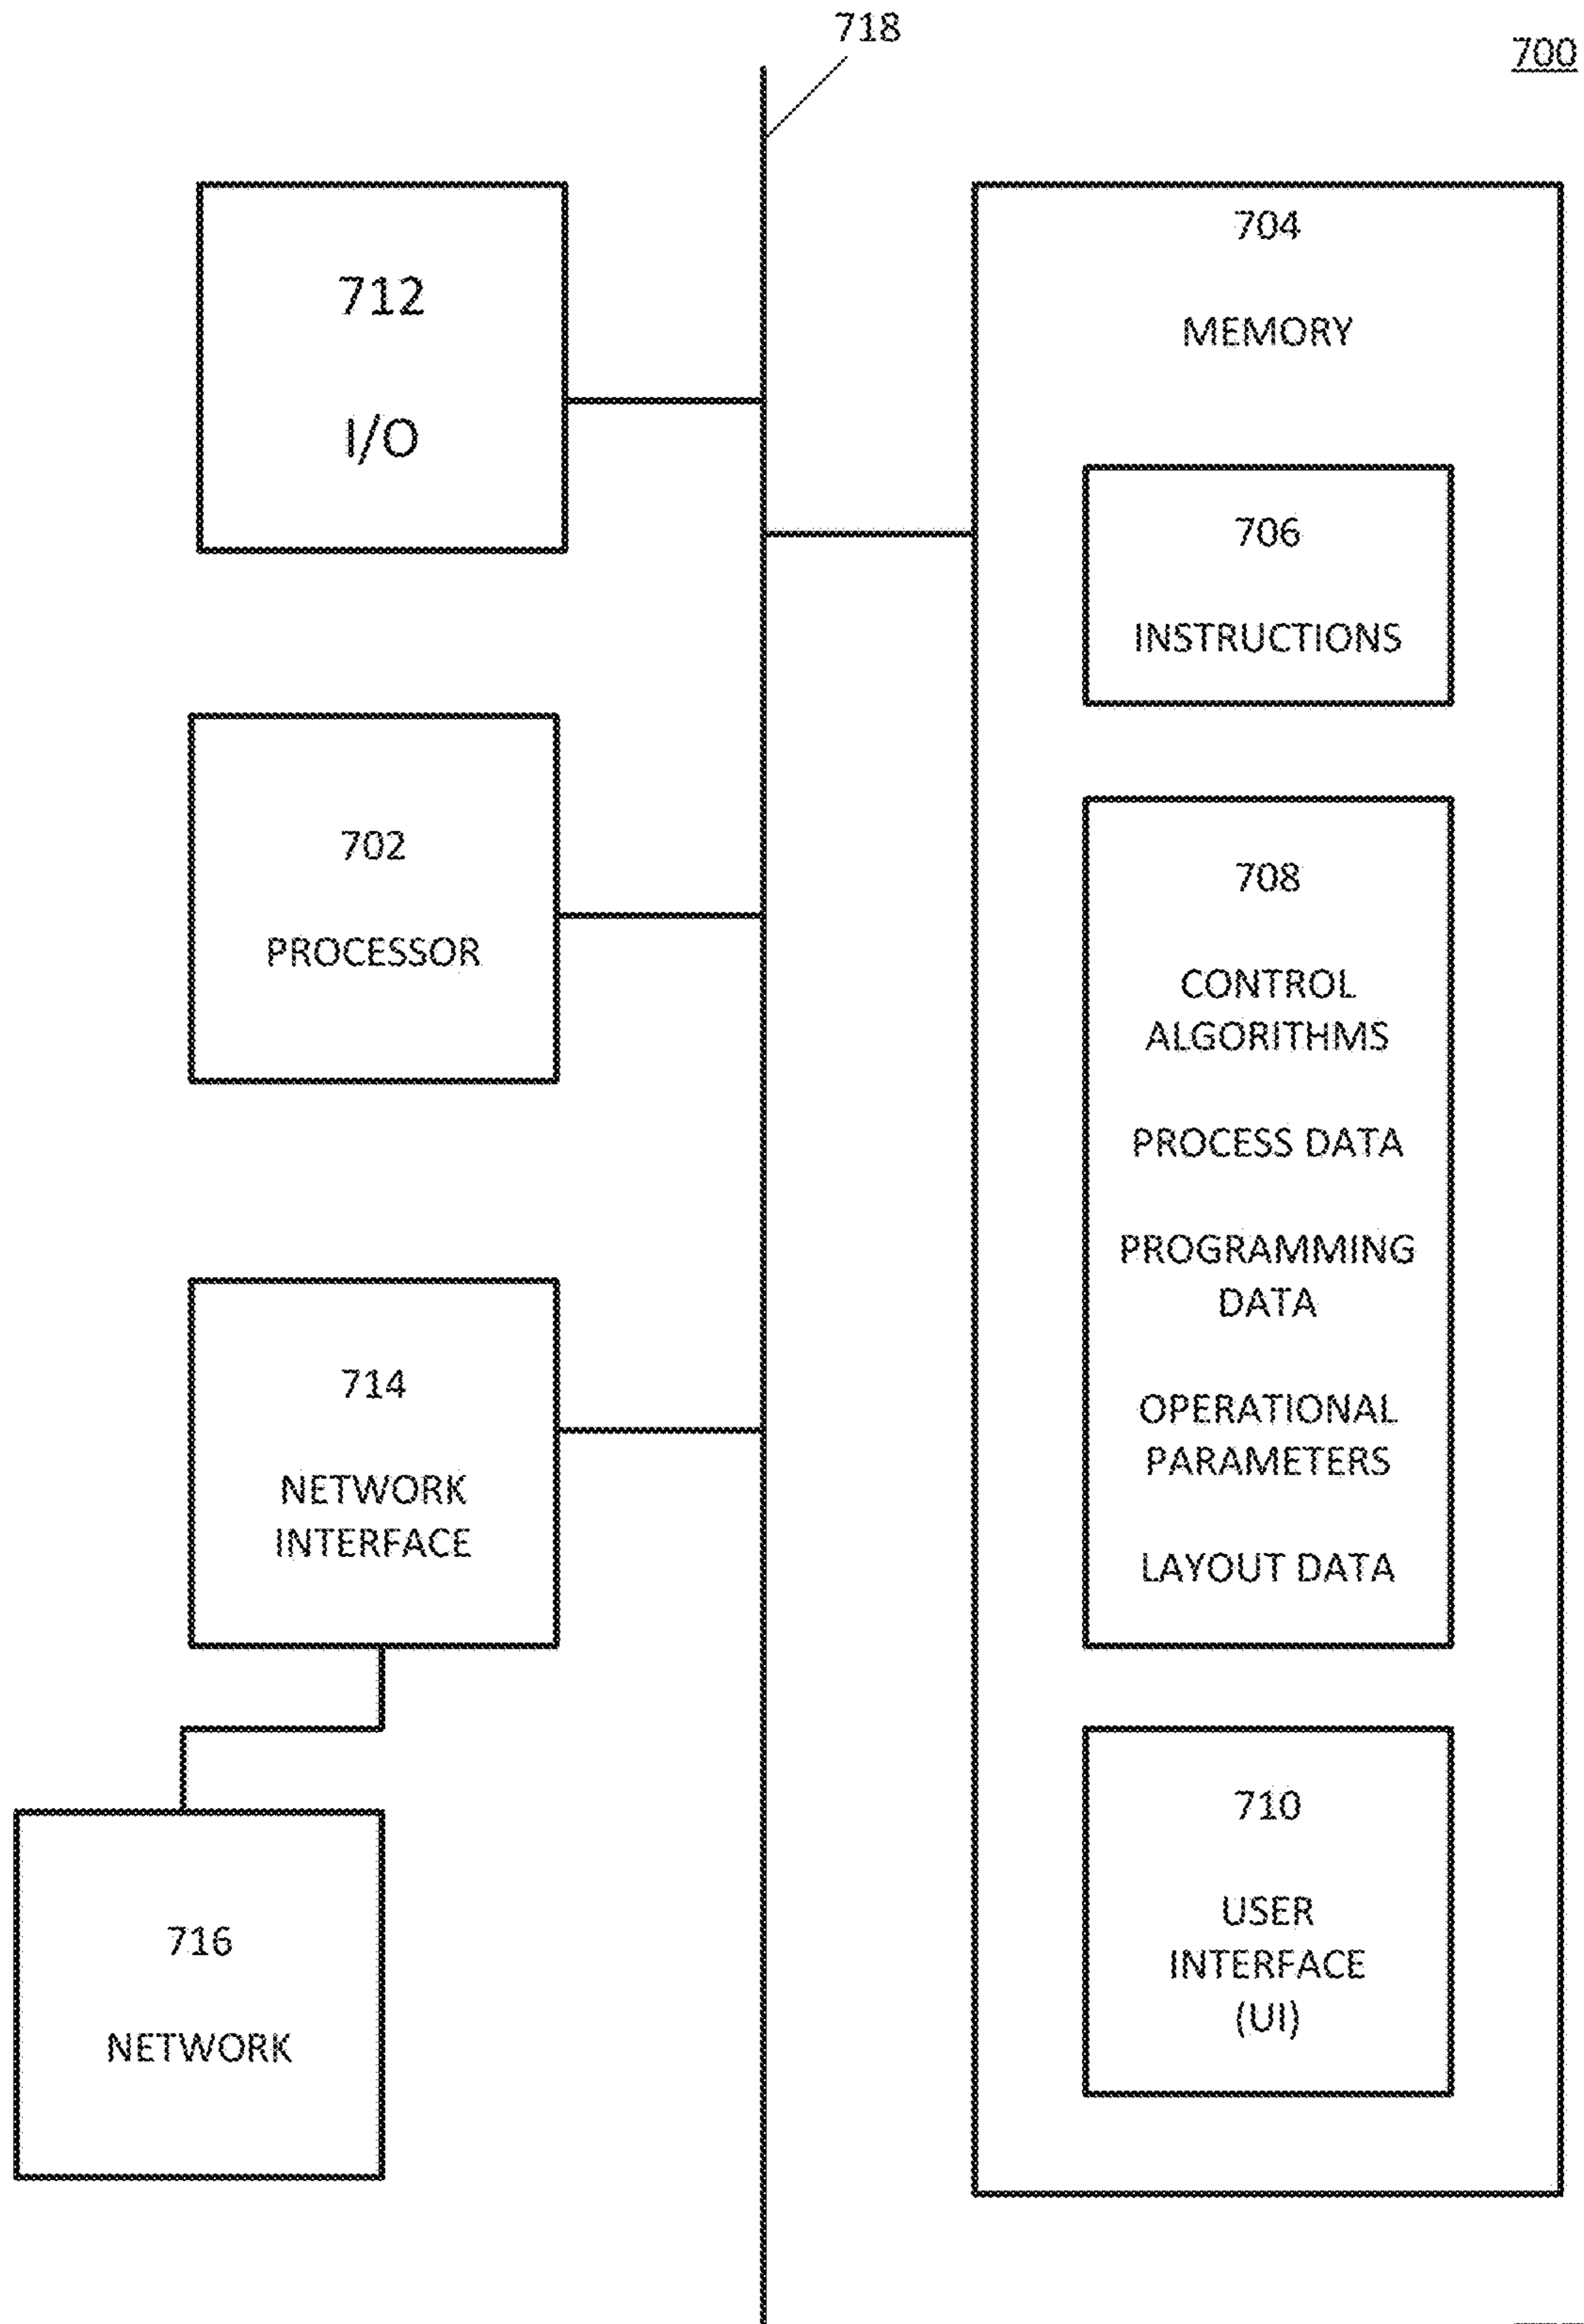 718
700
712
I/O
704
MEMORY
706
INSTRUCTIONS
702
PROCESSOR
708
CONTROL
ALGORITHMS
PROCESS DATA
PROGRAMMING
DATA
OPERATIONAL
PARAMETERS
LAYOUT DATA
714
NETWORK
INTERFACE
710
USER
INTERFACE
(UI)
716
NETWORK